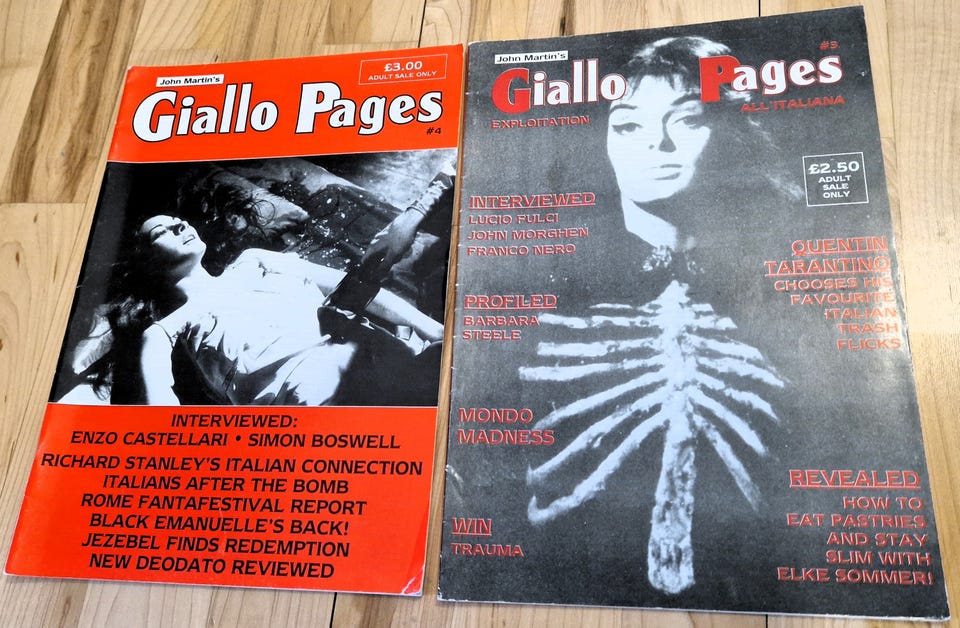 John Martin's
£3.00
ADULT SALE ONLY
Giallo Pages
#4
INTERVIEWED:
ENZO CASTELLARI • SIMON BOSWELL
RICHARD STANLEY'S ITALIAN CONNECTION
ITALIANS AFTER THE BOMB
ROME FANTAFESTIVAL REPORT
BLACK EMANUELLE'S BACK!
JEZEBEL FINDS REDEMPTION
NEW DEODATO REVIEWED
John Martin's
#3
Giallo Pages
EXPLOITATION
ALL ITALIANA
£2.50
ADULT
SALE
ONLY
INTERVIEWED
LUCIO FULCI
JOHN MORGHEN
FRANCO NERO
PROFILED
BARBARA
STEELE
MONDO
MADNESS
WIN
TRAUMA
QUENTIN
TARANTINO
CHOOSES HIS
FAVOURITE
ITALIAN
TRASH
FLICKS
REVEALED
HOW TO
EAT PASTRIES
AND STAY
SLIM WITH
ELKE SOMMER!